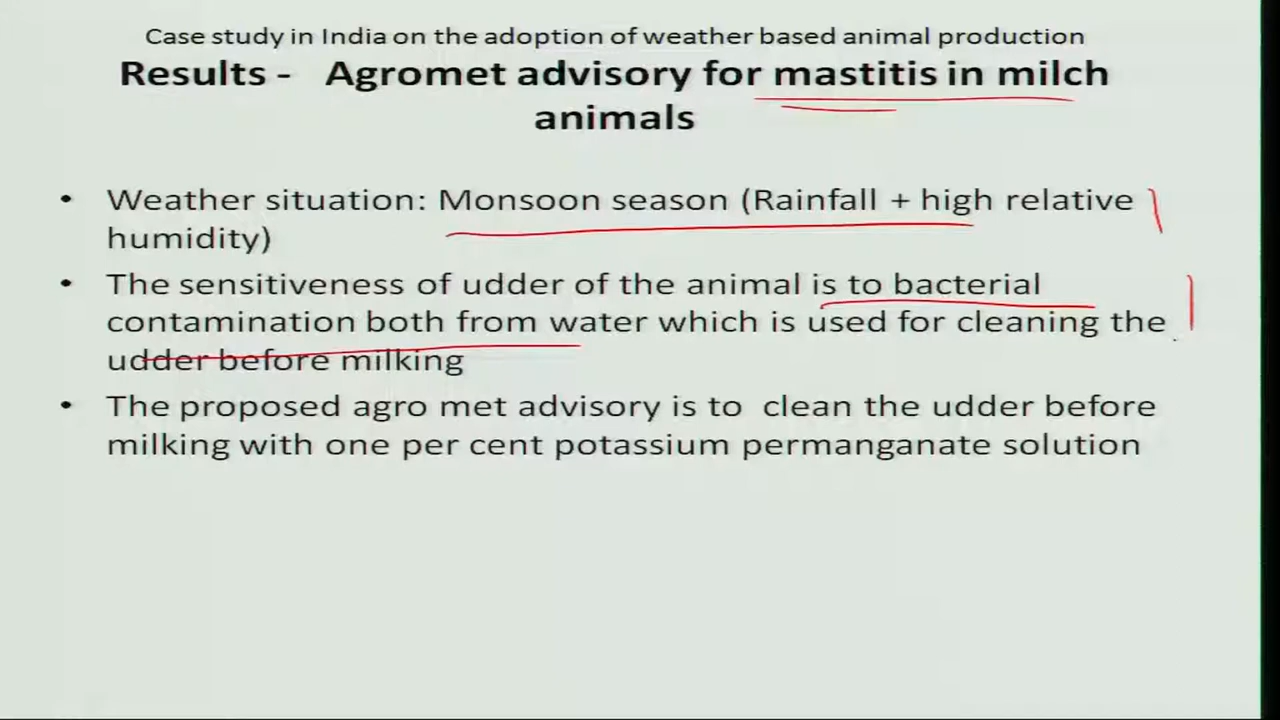 Case study in India on the adoption of weather based animal production
Results - Agromet advisory for mastitis in milch
animals
• Weather situation: Monsoon season (Rainfall + high relative
humidity)
• The sensitiveness of udder of the animal is to bacterial
contamination both from water which is used for cleaning the
udder before milking
• The proposed agro met advisory is to clean the udder before
milking with one per cent potassium permanganate solution